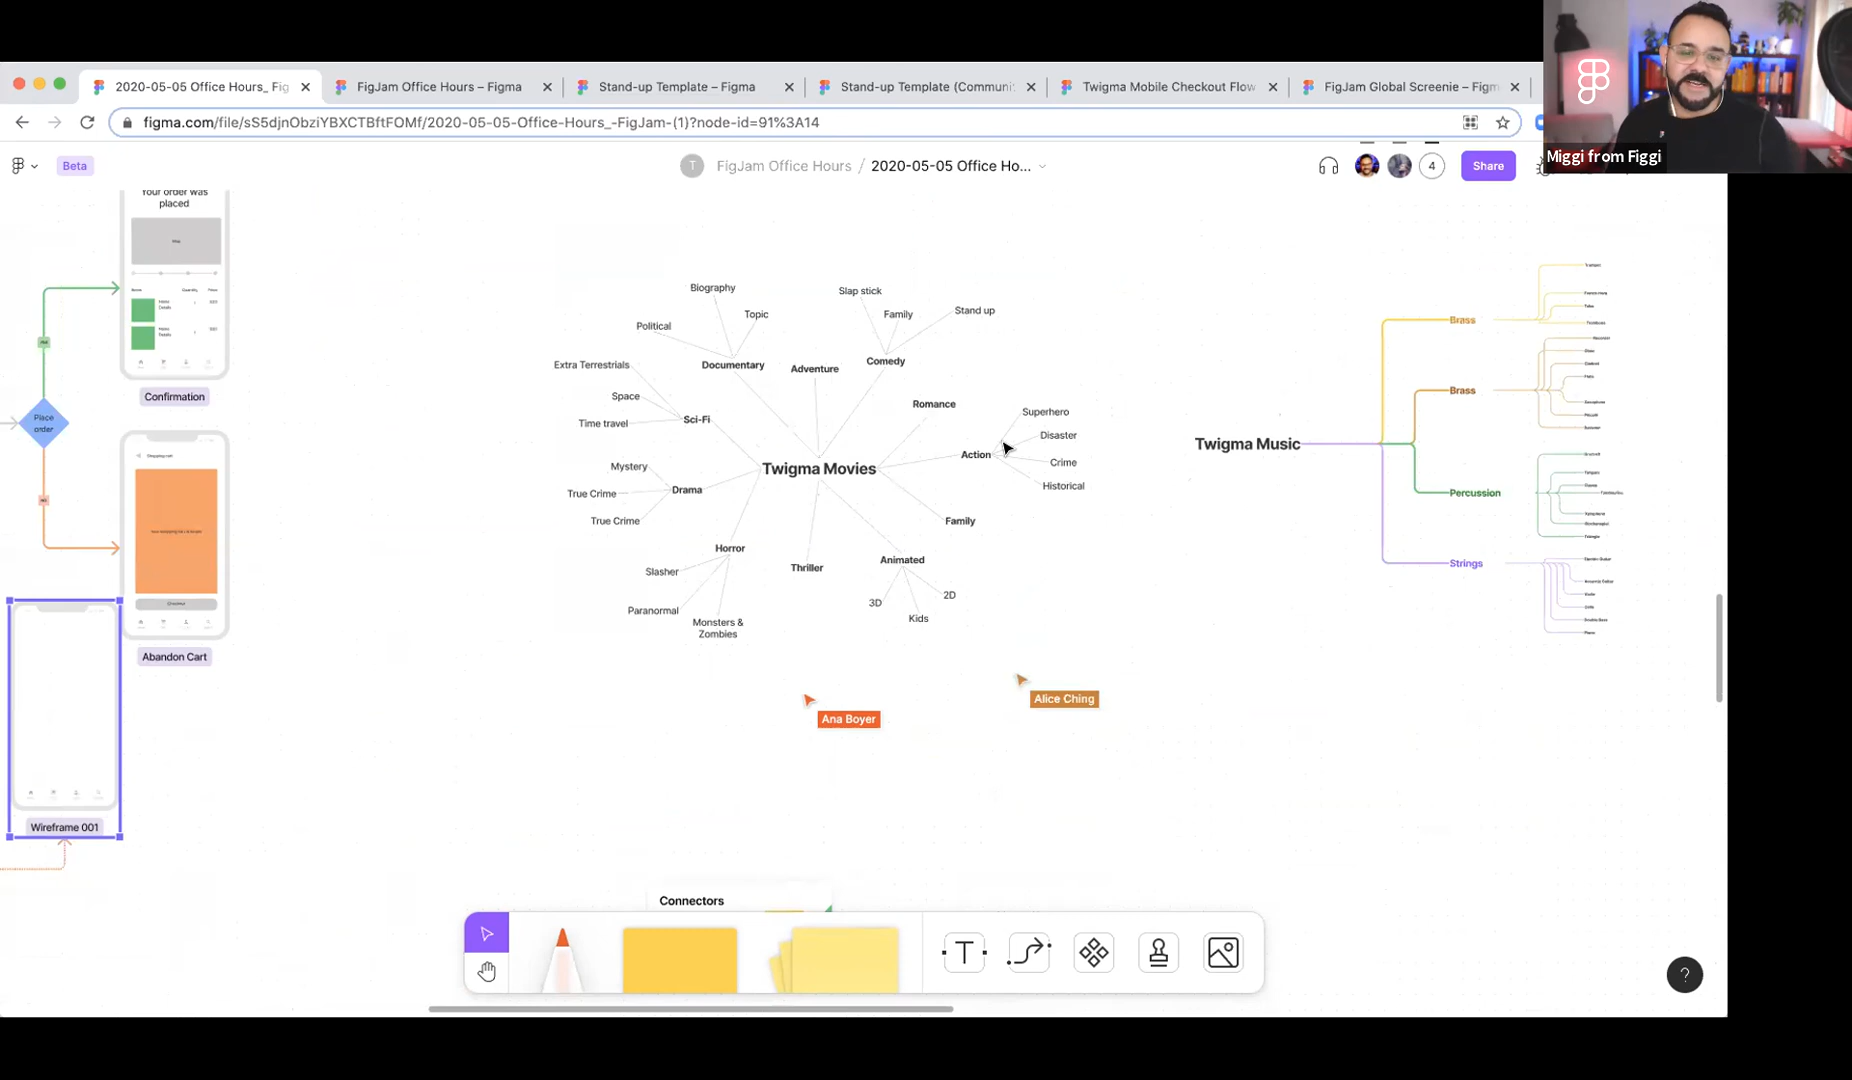 2020-05-05 Office Hours_ Fig
FigJam Office Hours – Figma
Stand-up Template – Figma
Stand-up Template (Communi
Twigma Mobile Checkout Flow
FigJam Global Screenie – Figm
figma.com/file/sS5djnObziYBXCTBftFOMf/2020-05-05-Office-Hours_-FigJam-(1)?node-id=91%3A14
Miggi from Figgi
Beta
T
FigJam Office Hours / 2020-05-05 Office Ho...
4
Share
Your order was
placed
Confirmation
Place
order
Abandon Cart
Wireframe 001
Biography
Topic
Political
Documentary
Extra Terrestrials
Space
Time travel
Sci-Fi
Adventure
Slap stick
Family
Stand up
Comedy
Romance
Superhero
Disaster
Crime
Historical
Action
Twigma Movies
Mystery
True Crime
True Crime
Drama
Family
Horror
Slasher
Paranormal
Monsters &
Zombies
Thriller
Animated
3D
2D
Kids
Twigma Music
Brass
Brass
Percussion
Strings
Ana Boyer
Alice Ching
Connectors
T
?